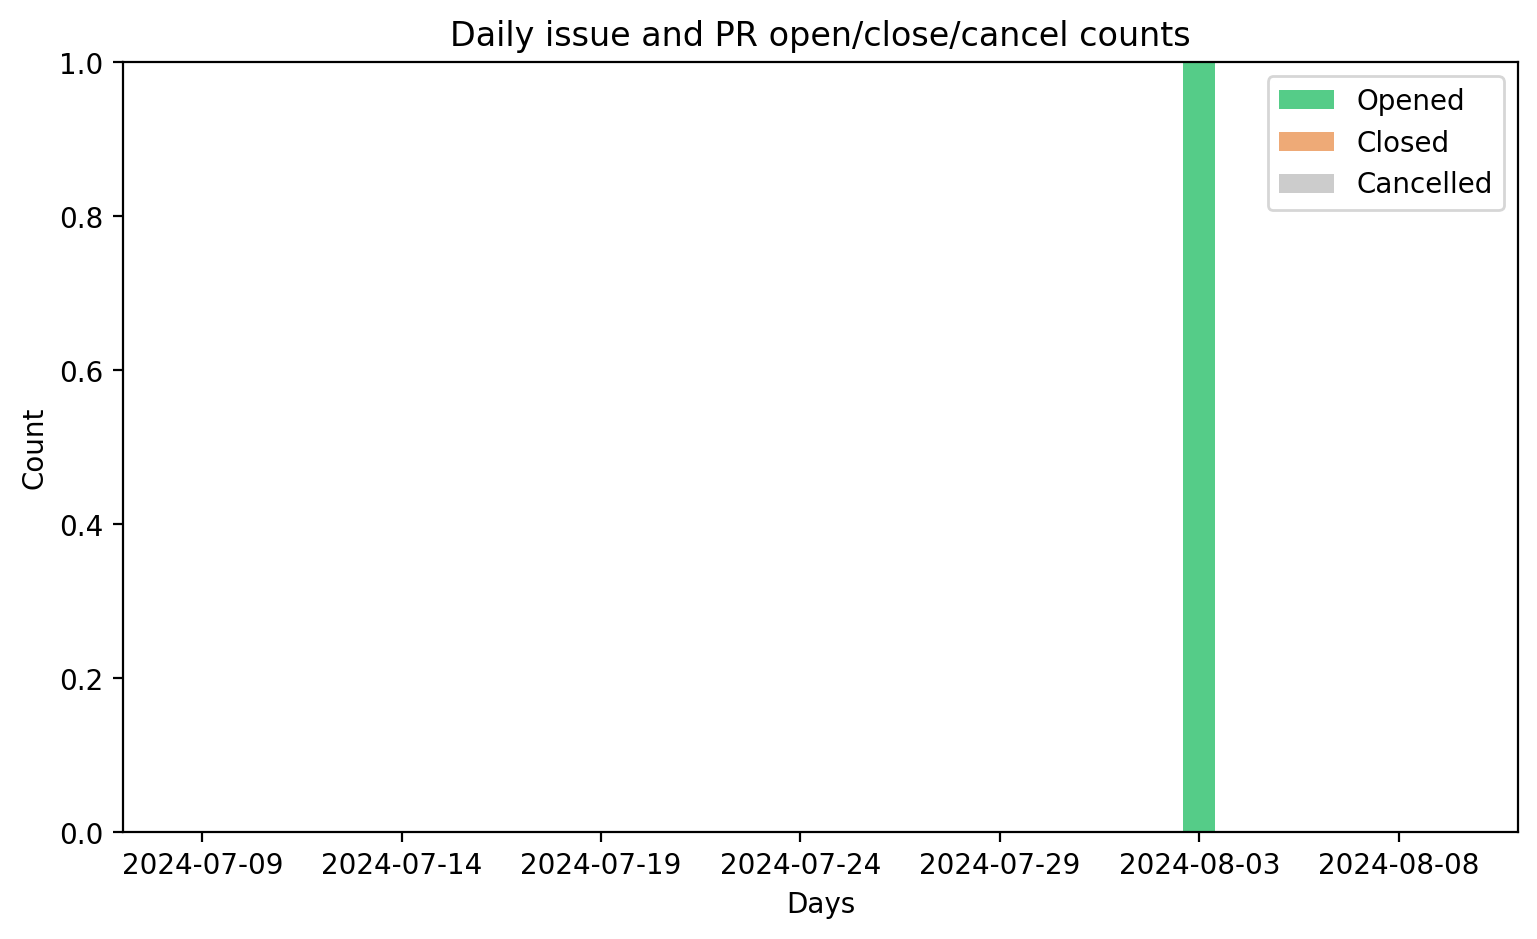 Daily issue and PR open/close/cancel counts
1.0
0.8
0.6
0.4
0.2
0.0
Count
Opened
Closed
Cancelled
2024-07-09 2024-07-14 2024-07-19 2024-07-24 2024-07-29 2024-08-03 2024-08-08
Days